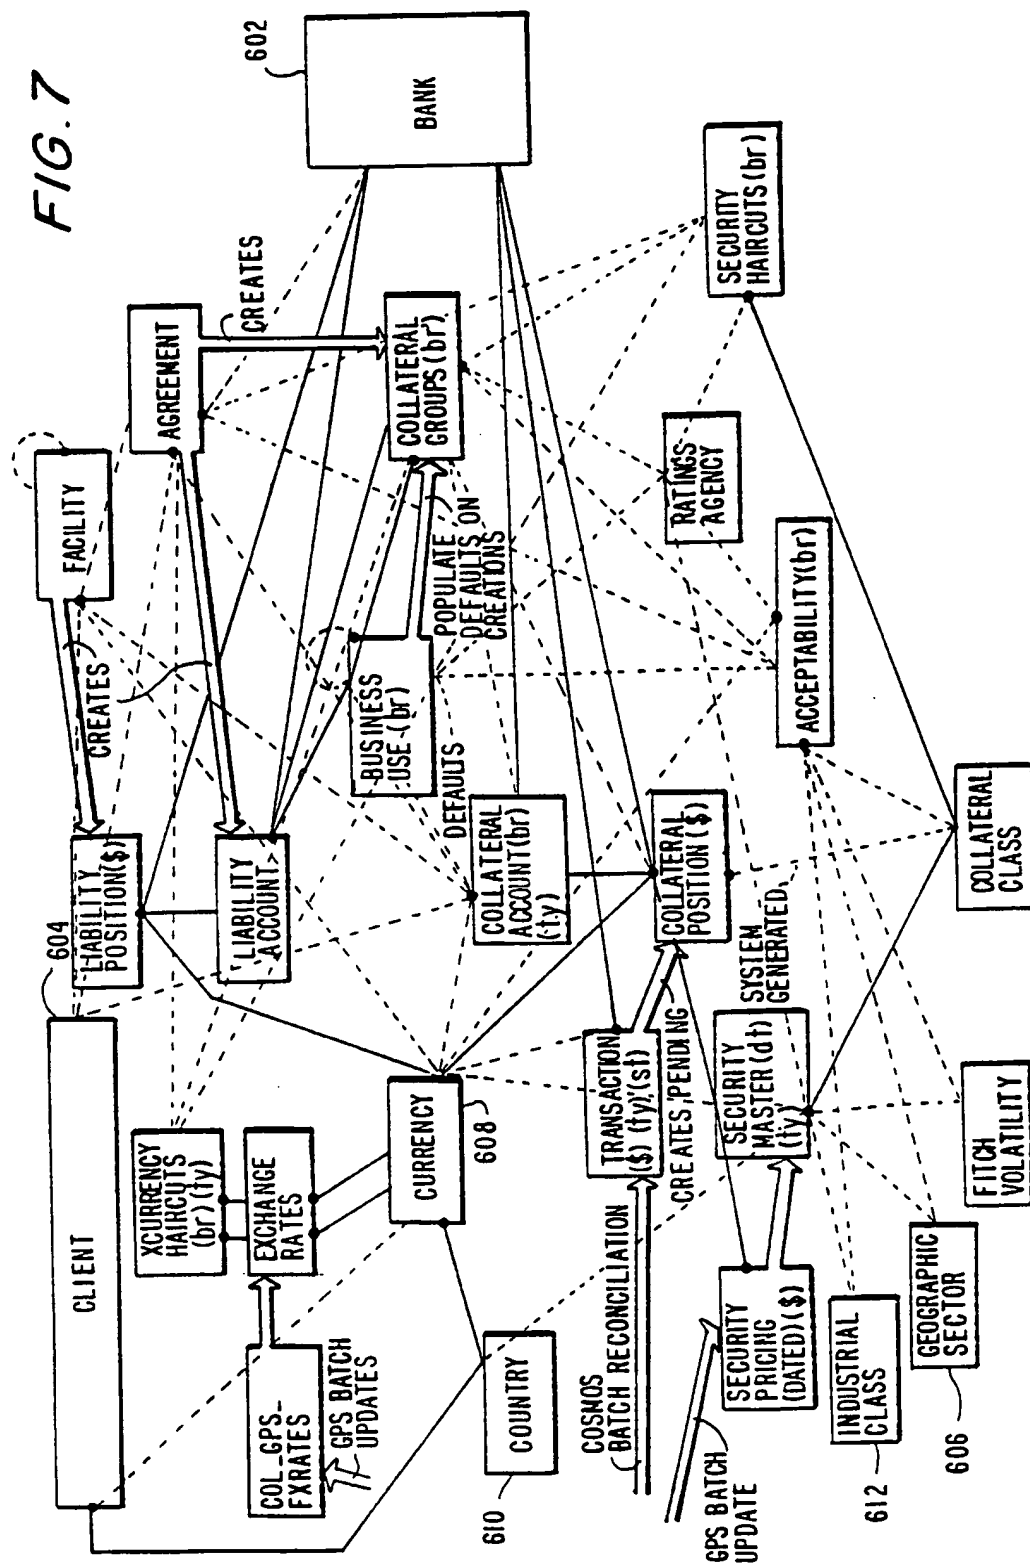 FIG. 7
602
BANK
FACILITY
AGREEMENT
CREATES
CREATES
COLLATERAL
GROUPS(br)
SECURITY
HAIRCUTS(br)
RATINGS
AGENCY
POPULATE
DEFAULTS ON
CREATIONS
BUSINESS
USE(br)
DEFAULTS
ACCEPTABILITY(br)
604
LIABILITY
POSITION($)
LIABILITY
ACCOUNT
COLLATERAL
ACCOUNT(br)
(ty)
COLLATERAL
POSITION($)
COLLATERAL
CLASS
SYSTEM
GENERATED
CLIENT
XCURRENCY
HAIRCUTS
(br)(ty)
EXCHANGE
RATES
CURRENCY
608
TRANSACTION
($)(ty)(st)
CREATES/PENDING
SECURITY
MASTER(dt)
(ty)
FITCH
VOLATILITY
COL_GPS_
FXRATES
GPS BATCH
UPDATES
COUNTRY
610
COSMOS
BATCH RECONCILIATION
SECURITY
PRICING
(DATED)($)
GPS BATCH
UPDATE
INDUSTRIAL
CLASS
612
GEOGRAPHIC
SECTOR
606